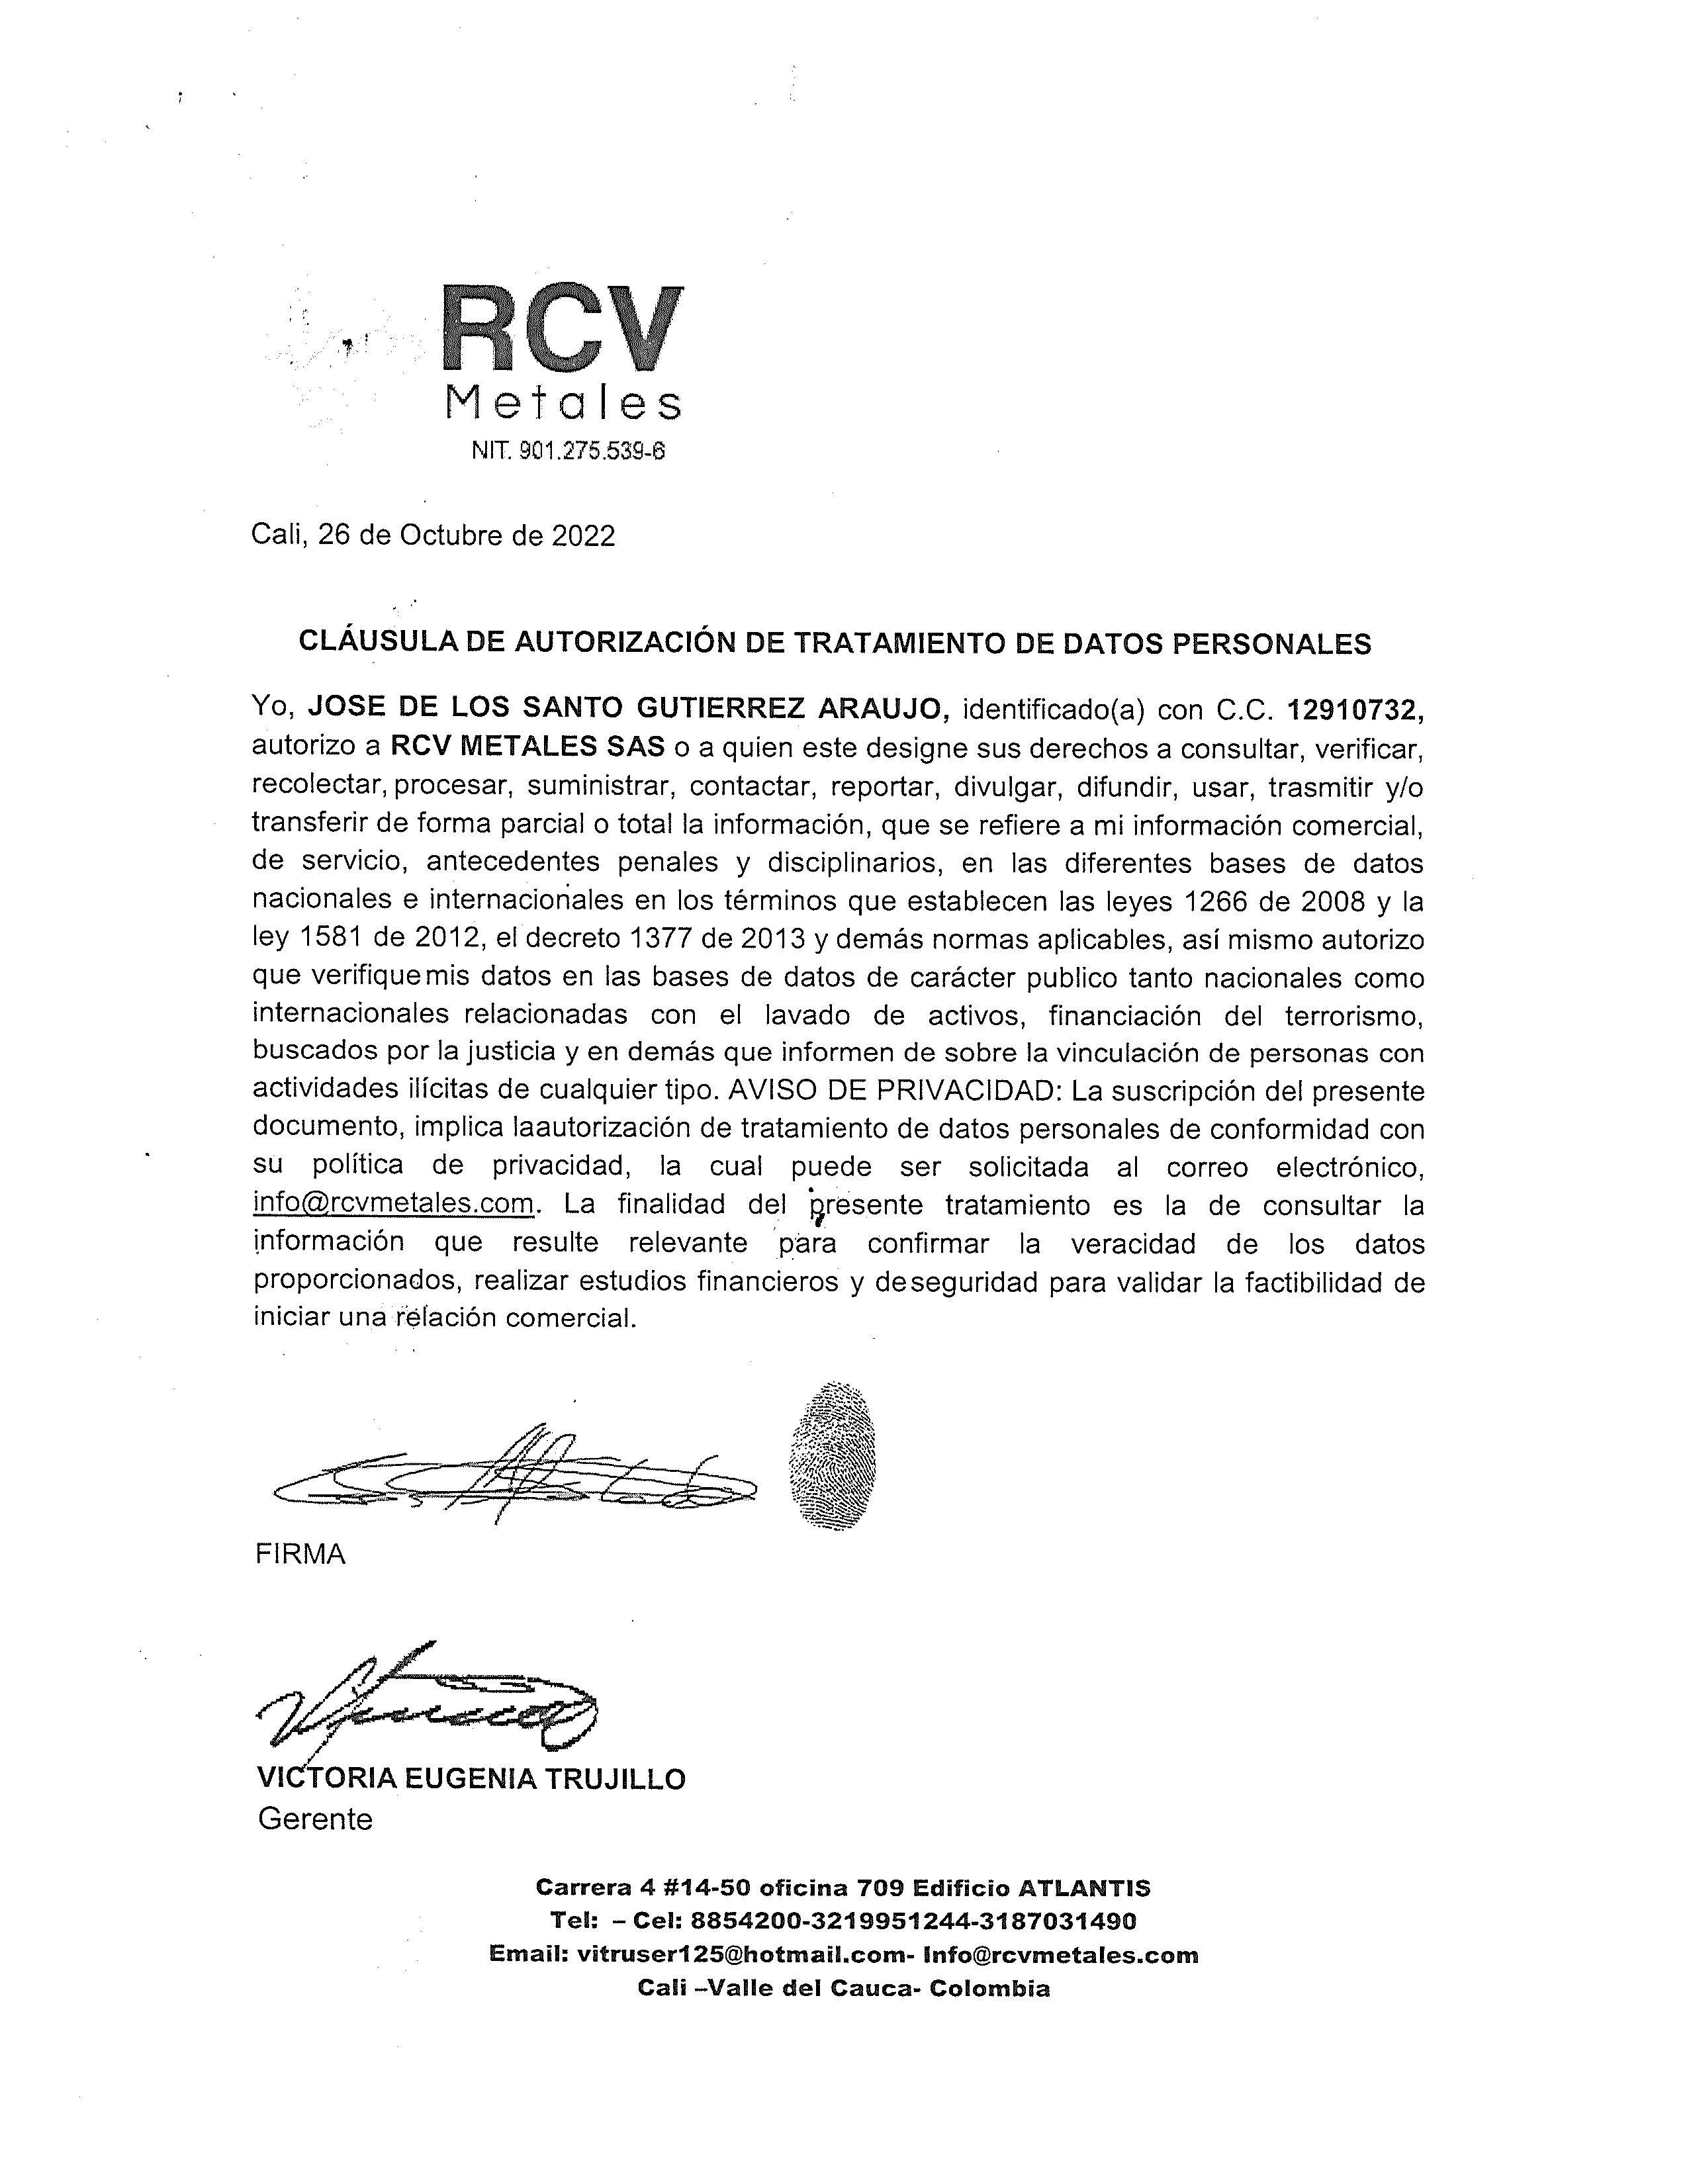 RCV
Metales
NIT. 901.275.539-6
Cali, 26 de Octubre de 2022
CLÁUSULA DE AUTORIZACIÓN DE TRATAMIENTO DE DATOS PERSONALES
Yo, JOSE DE LOS SANTO GUTIERREZ ARAUJO, identificado(a) con C.C. 12910732,
autorizo a RCV METALES SAS o a quien este designe sus derechos a consultar, verificar,
recolectar, procesar, suministrar, contactar, reportar, divulgar, difundir, usar, trasmitir y/o
transferir de forma parcial o total la información, que se refiere a mi información comercial,
de servicio, antecedentes penales y disciplinarios, en las diferentes bases de datos
nacionales e internacionales en los términos que establecen las leyes 1266 de 2008 y la
ley 1581 de 2012, el decreto 1377 de 2013 y demás normas aplicables, así mismo autorizo
que verifique mis datos en las bases de datos de carácter publico tanto nacionales como
internacionales relacionadas con el lavado de activos, financiación del terrorismo,
buscados por la justicia y en demás que informen de sobre la vinculación de personas con
actividades ilícitas de cualquier tipo. AVISO DE PRIVACIDAD: La suscripción del presente
documento, implica laautorización de tratamiento de datos personales de conformidad con
su política de privacidad, la cual puede ser solicitada al correo electrónico,
info@rcvmetales.com. La finalidad del presente tratamiento es la de consultar la
información que resulte relevante para confirmar la veracidad de los datos
proporcionados, realizar estudios financieros y deseguridad para validar la factibilidad de
iniciar una relación comercial.
FIRMA
VICTORIA EUGENIA TRUJILLO
Gerente
Carrera 4 #14-50 oficina 709 Edificio ATLANTIS
Tel: – Cel: 8854200-3219951244-3187031490
Email: vitruser125@hotmail.com- Info@rcvmetales.com
Cali –Valle del Cauca- Colombia